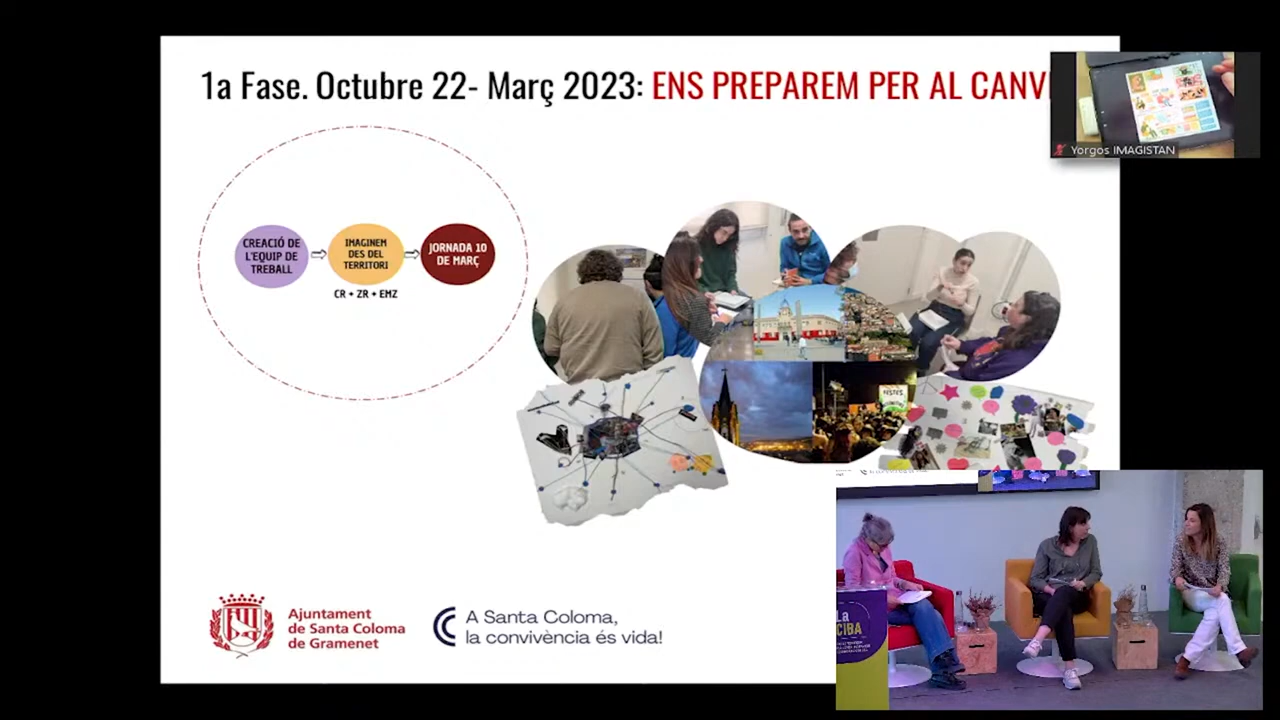 1a Fase. Octubre 22- Març 2023: ENS PREPAREM PER AL CANV
Yorgos IMAGISTAN
CREACIÓ DE
L'EQUIP DE
TREBALL
IMAGINEM
DES DEL
TERRITORI
JORNADA 10
DE MARÇ
CR + ZR + EMZ
FESTES
Ajuntament
de Santa Coloma
de Gramenet
A Santa Coloma,
la convivència és vida!
La
CIBA